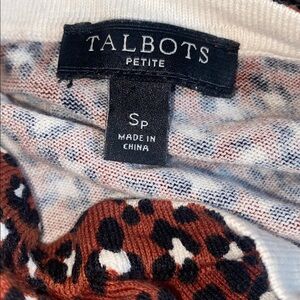 TALBOTS
PETITE
SP
MADE IN
CHINA